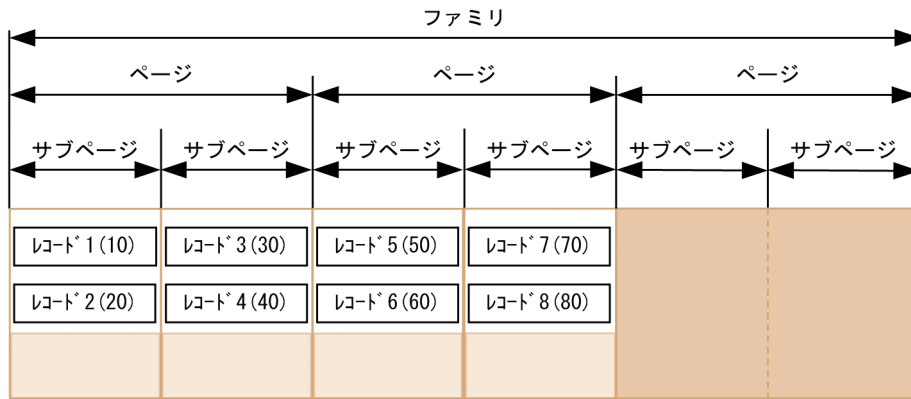 ファミリ
ページ ページ ページ
サブページ サブページ サブページ サブページ サブページ サブページ
ﾚｺｰﾄﾞ1(10) ﾚｺｰﾄﾞ3(30) ﾚｺｰﾄﾞ5(50) ﾚｺｰﾄﾞ7(70)
ﾚｺｰﾄﾞ2(20) ﾚｺｰﾄﾞ4(40) ﾚｺｰﾄﾞ6(60) ﾚｺｰﾄﾞ8(80)